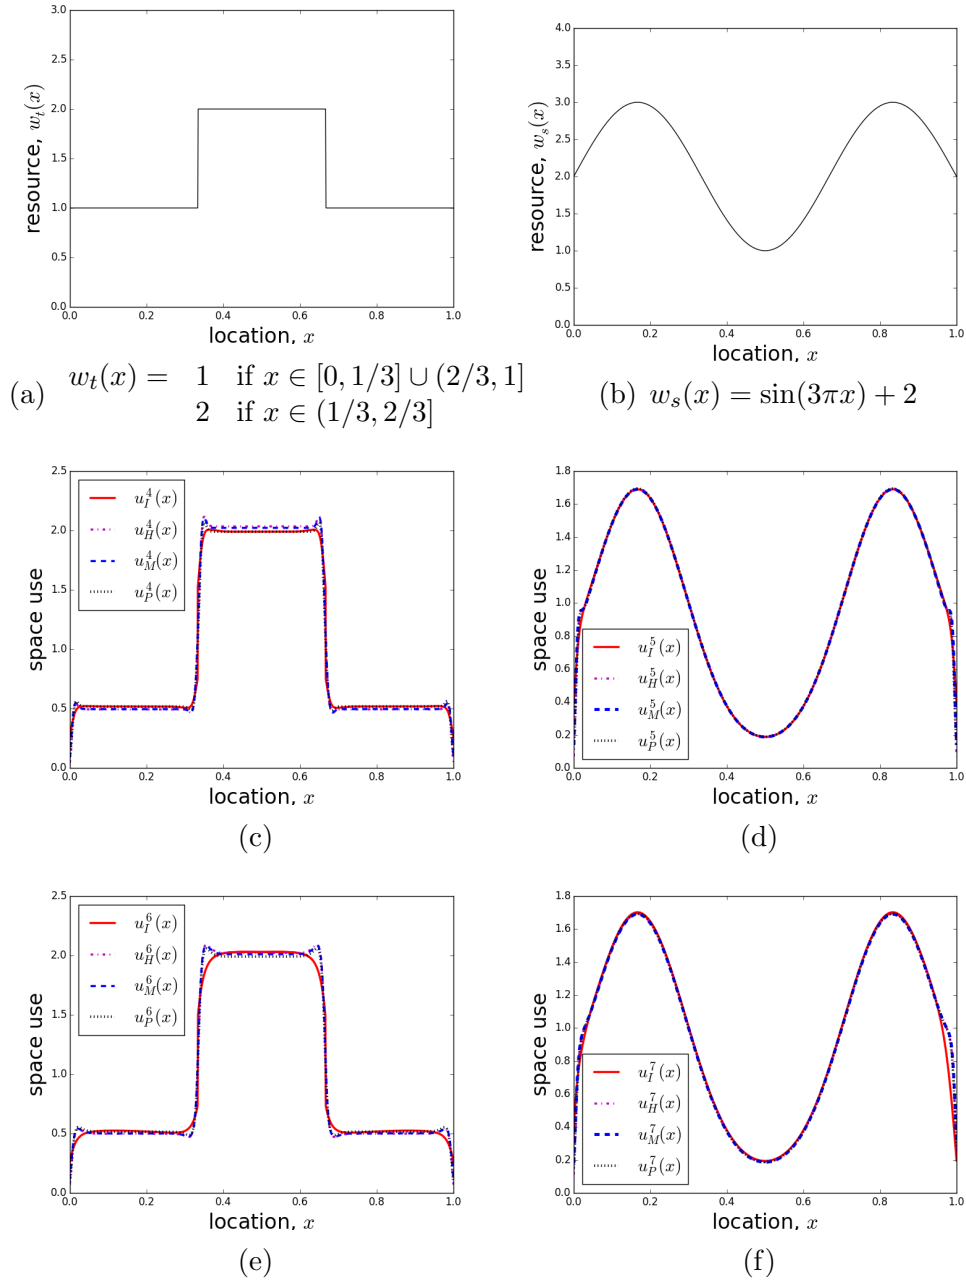 3.0
2.5
2.0
1.5
1.0
0.5
0.0
resource, w_t(x)
0.0 0.2 0.4 0.6 0.8 1.0
location, x
4.0
3.5
3.0
2.5
2.0
1.5
1.0
0.5
0.0
resource, w_s(x)
0.0 0.2 0.4 0.6 0.8 1.0
location, x
(a) w_t(x) = 1 if x ∈ [0, 1/3] ∪ (2/3, 1]
2 if x ∈ (1/3, 2/3]
(b) w_s(x) = sin(3πx) + 2
2.5
2.0
1.5
1.0
0.5
0.0
space use
u_I^4(x)
u_H^4(x)
u_M^4(x)
u_P^4(x)
0.0 0.2 0.4 0.6 0.8 1.0
location, x
(c)
1.8
1.6
1.4
1.2
1.0
0.8
0.6
0.4
0.2
0.0
space use
u_I^5(x)
u_H^5(x)
u_M^5(x)
u_P^5(x)
0.0 0.2 0.4 0.6 0.8 1.0
location, x
(d)
2.5
2.0
1.5
1.0
0.5
0.0
space use
u_I^6(x)
u_H^6(x)
u_M^6(x)
u_P^6(x)
0.0 0.2 0.4 0.6 0.8 1.0
location, x
(e)
1.8
1.6
1.4
1.2
1.0
0.8
0.6
0.4
0.2
0.0
space use
u_I^7(x)
u_H^7(x)
u_M^7(x)
u_P^7(x)
0.0 0.2 0.4 0.6 0.8 1.0
location, x
(f)